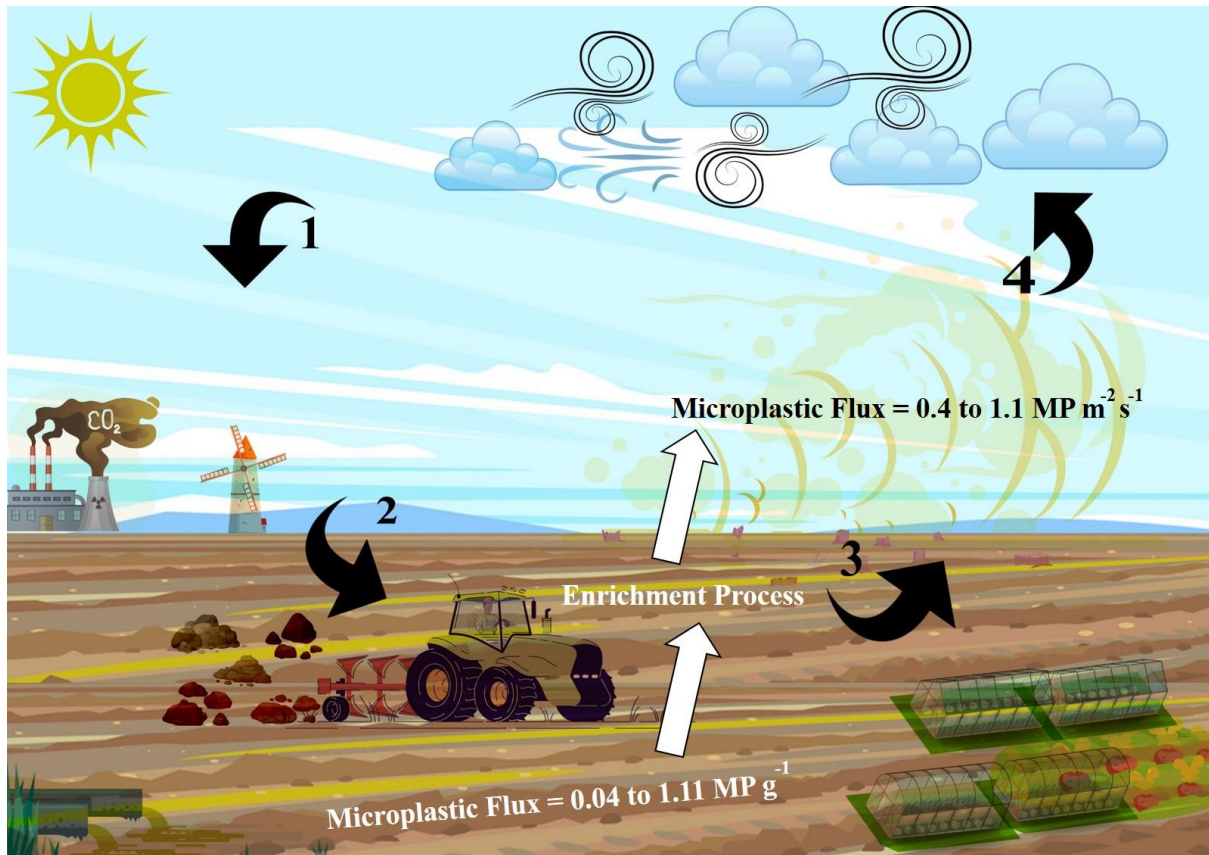 1
4
Microplastic Flux = 0.4 to 1.1 MP m⁻² s⁻¹
CO₂
2
3
Enrichment Process
Microplastic Flux = 0.04 to 1.11 MP g⁻¹